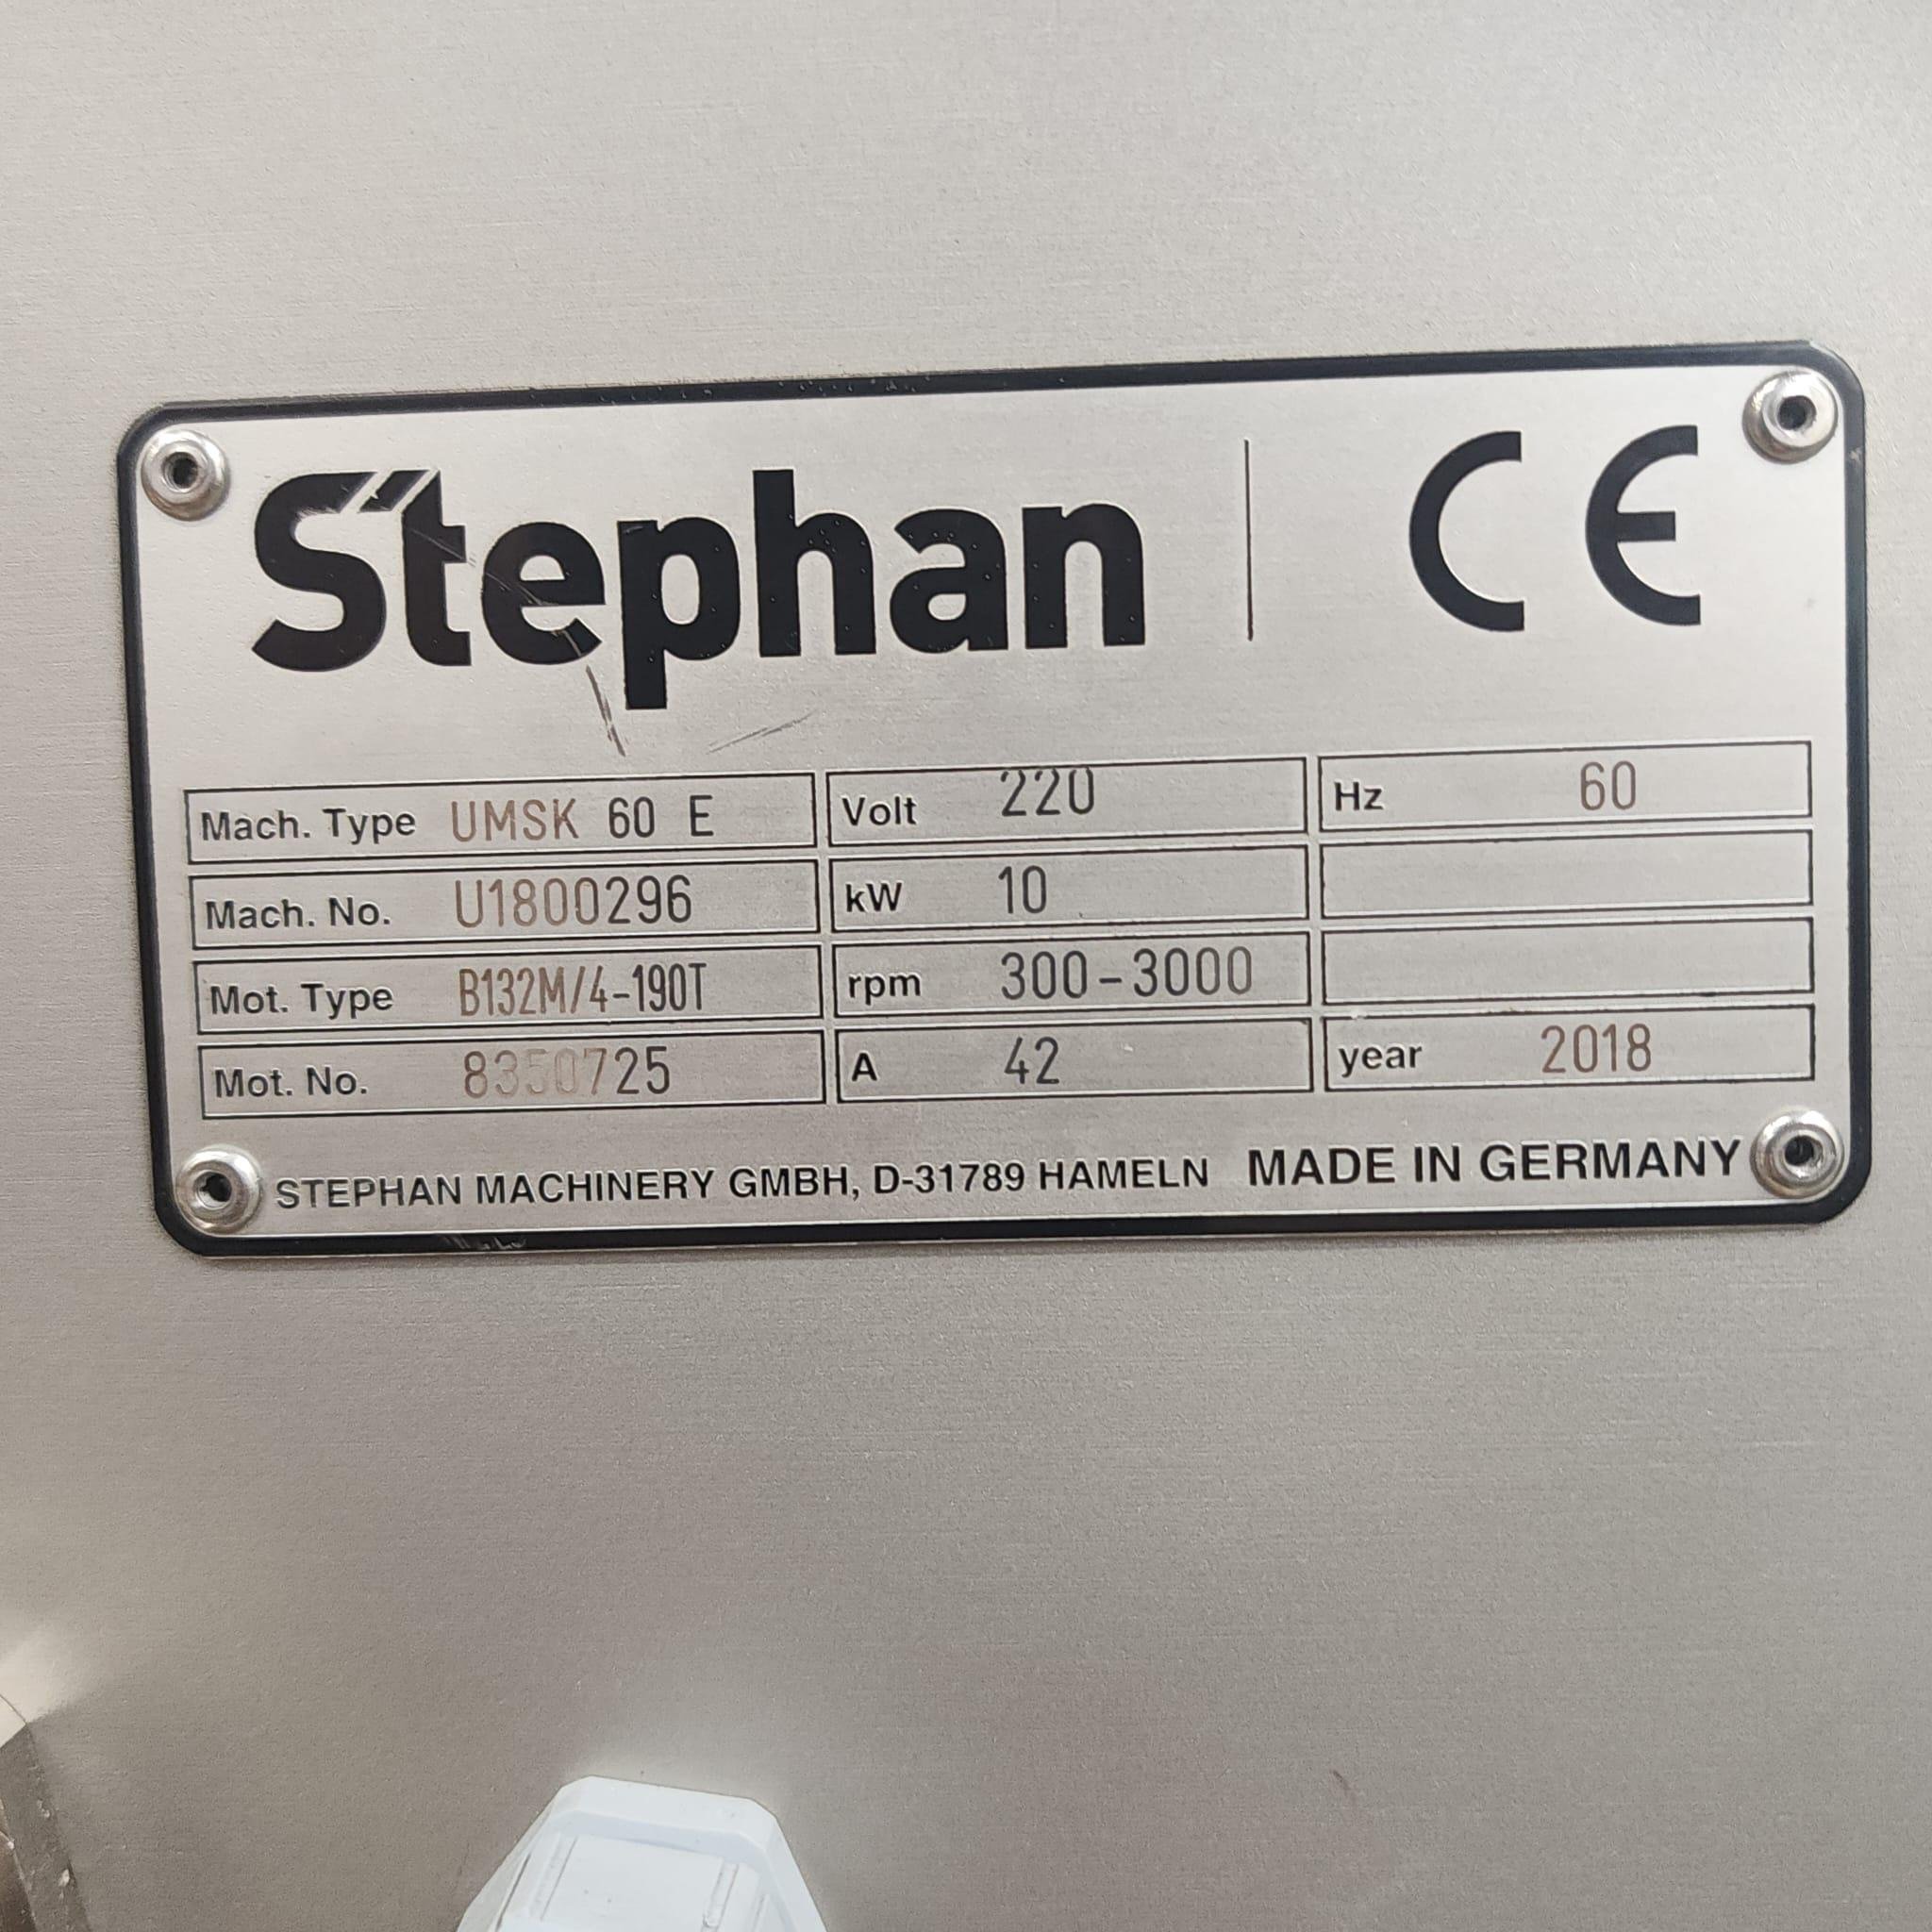 Stephan CE
Mach. Type UMSK 60 E Volt 220 Hz 60
Mach. No. U1800296 kW 10
Mot. Type B132M/4-190T rpm 300-3000
Mot. No. 8350725 A 42 year 2018
STEPHAN MACHINERY GMBH, D-31789 HAMELN MADE IN GERMANY